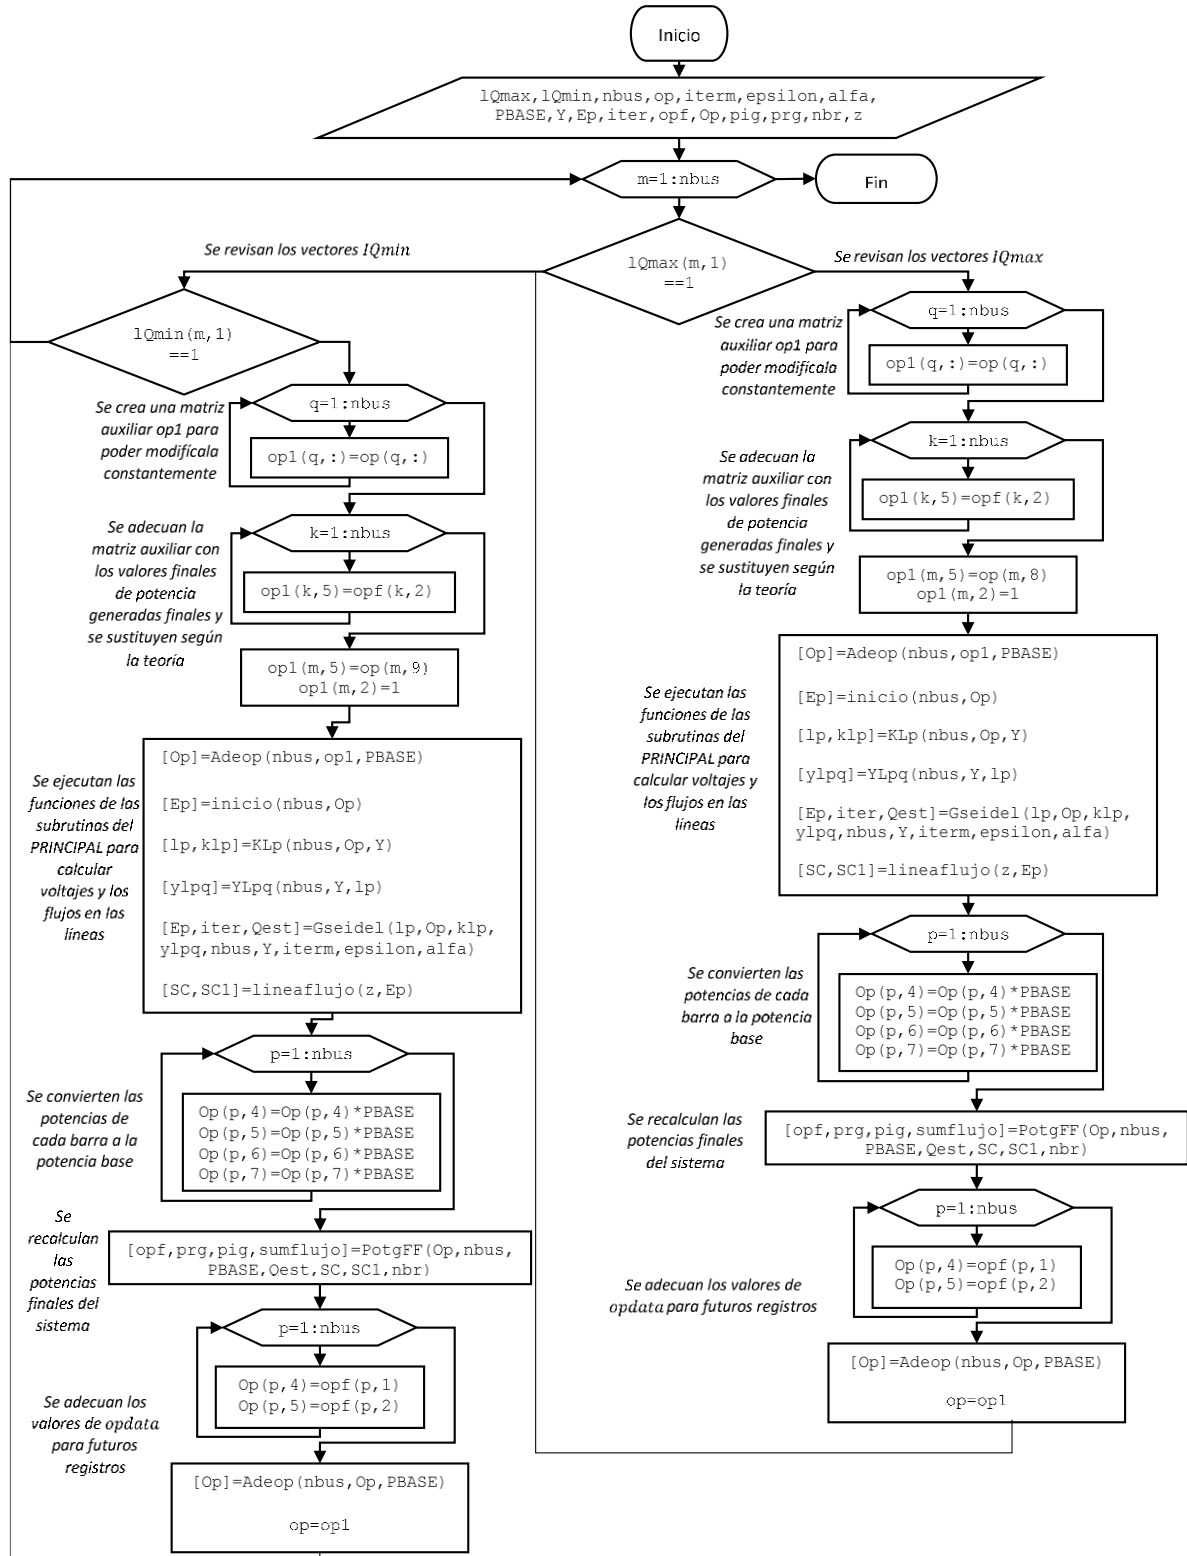 Inicio
lQmax,lQmin,nbus,op,iterm,epsilon,alfa,
PBASE,Y,Ep,iter,opf,Op,pig,prg,nbr,z
m=1:nbus
Fin
Se revisan los vectores IQmin
lQmax(m,1)
==1
Se revisan los vectores IQmax
lQmin(m,1)
==1
q=1:nbus
Se crea una matriz
auxiliar op1 para
poder modifícala
constantemente
op1(q,:)=op(q,:)
k=1:nbus
Se adecuan la
matriz auxiliar con
los valores finales
de potencia
generadas finales y
se sustituyen según
la teoría
op1(k,5)=opf(k,2)
op1(m,5)=op(m,9)
op1(m,2)=1
Se ejecutan las
funciones de las
subrutinas del
PRINCIPAL para
calcular
voltajes y los
flujos en las
líneas
[Op]=Adeop(nbus,op1,PBASE)
[Ep]=inicio(nbus,Op)
[lp,klp]=KLp(nbus,Op,Y)
[ylpq]=YLpq(nbus,Y,lp)
[Ep,iter,Qest]=Gseidel(lp,Op,klp,
ylpq,nbus,Y,iterm,epsilon,alfa)
[SC,SC1]=lineaflujo(z,Ep)
p=1:nbus
Se convierten las
potencias de
cada barra a la
potencia base
Op(p,4)=Op(p,4)*PBASE
Op(p,5)=Op(p,5)*PBASE
Op(p,6)=Op(p,6)*PBASE
Op(p,7)=Op(p,7)*PBASE
Se
recalculan
las
potencias
finales del
sistema
[opf,prg,pig,sumflujo]=PotgFF(Op,nbus,
PBASE,Qest,SC,SC1,nbr)
p=1:nbus
Op(p,4)=opf(p,1)
Op(p,5)=opf(p,2)
Se adecuan los
valores de opdata
para futuros
registros
[Op]=Adeop(nbus,Op,PBASE)
op=op1
q=1:nbus
Se crea una matriz
auxiliar op1 para
poder modifícala
constantemente
op1(q,:)=op(q,:)
k=1:nbus
Se adecuan la
matriz auxiliar con
los valores finales
de potencia
generadas finales y
se sustituyen según
la teoría
op1(k,5)=opf(k,2)
op1(m,5)=op(m,8)
op1(m,2)=1
Se ejecutan las
funciones de las
subrutinas del
PRINCIPAL para
calcular voltajes y
los flujos en las
líneas
[Op]=Adeop(nbus,op1,PBASE)
[Ep]=inicio(nbus,Op)
[lp,klp]=KLp(nbus,Op,Y)
[ylpq]=YLpq(nbus,Y,lp)
[Ep,iter,Qest]=Gseidel(lp,Op,klp,
ylpq,nbus,Y,iterm,epsilon,alfa)
[SC,SC1]=lineaflujo(z,Ep)
p=1:nbus
Se convierten las
potencias de cada
barra a la potencia
base
Op(p,4)=Op(p,4)*PBASE
Op(p,5)=Op(p,5)*PBASE
Op(p,6)=Op(p,6)*PBASE
Op(p,7)=Op(p,7)*PBASE
Se recalculan las
potencias finales
del sistema
[opf,prg,pig,sumflujo]=PotgFF(Op,nbus,
PBASE,Qest,SC,SC1,nbr)
p=1:nbus
Op(p,4)=opf(p,1)
Op(p,5)=opf(p,2)
Se adecuan los valores de
opdata para futuros registros
[Op]=Adeop(nbus,Op,PBASE)
op=op1